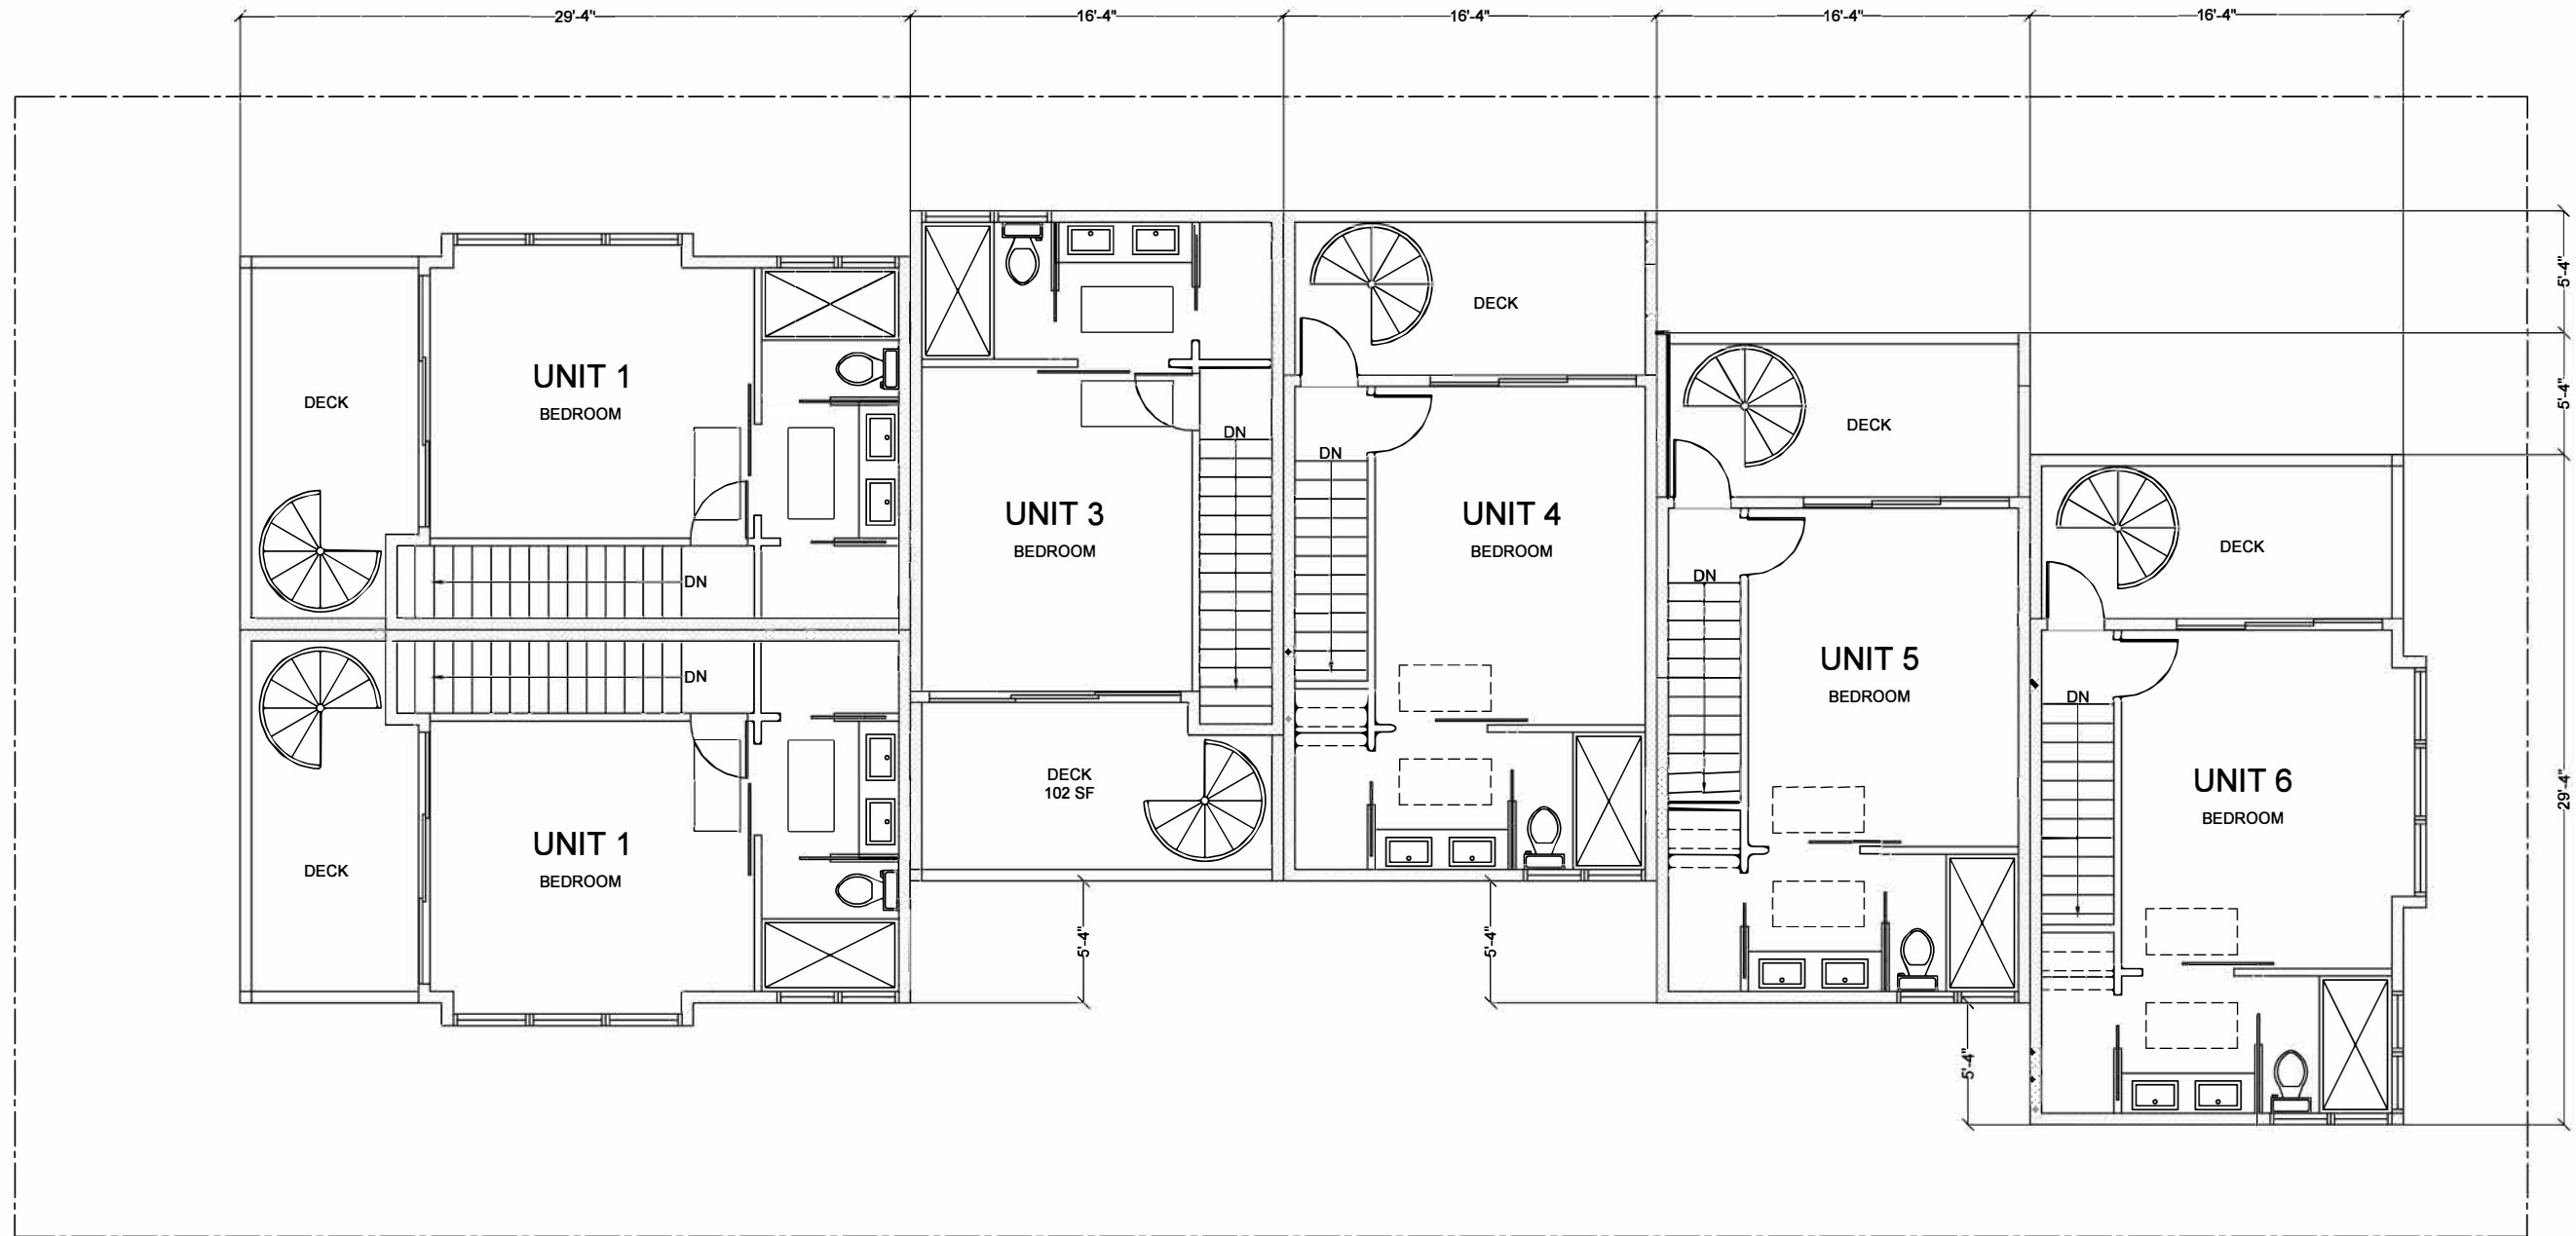 29'-4"
16'-4"
16'-4"
16'-4"
16'-4"
5'-4"
5'-4"
29'-4"
UNIT 1
BEDROOM
DECK
DN
UNIT 1
BEDROOM
DECK
DN
UNIT 3
BEDROOM
DN
DECK
102 SF
5'-4"
DECK
DN
UNIT 4
BEDROOM
5'-4"
DECK
DN
UNIT 5
BEDROOM
5'-4"
DECK
DN
UNIT 6
BEDROOM